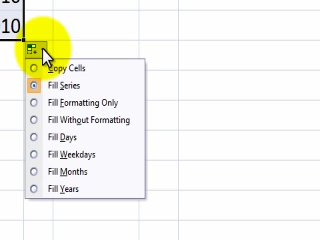 10
Copy Cells
Fill Series
Fill Formatting Only
Fill Without Formatting
Fill Days
Fill Weekdays
Fill Months
Fill Years